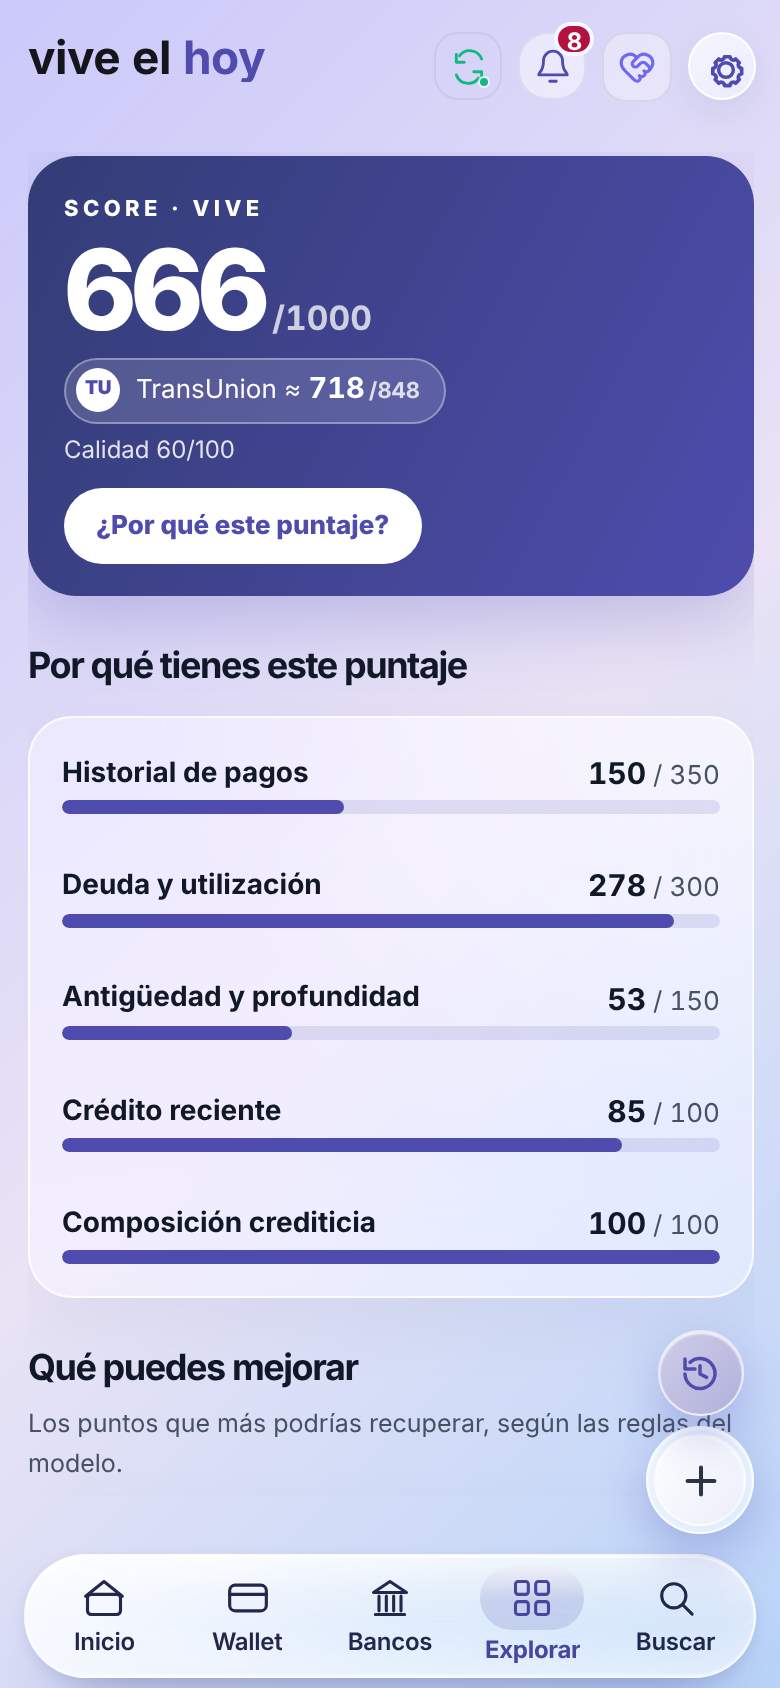 vive el hoy
8
SCORE · VIVE
666/1000
TU TransUnion ≈ 718/848
Calidad 60/100
¿Por qué este puntaje?
Por qué tienes este puntaje
Historial de pagos 150 / 350
Deuda y utilización 278 / 300
Antigüedad y profundidad 53 / 150
Crédito reciente 85 / 100
Composición crediticia 100 / 100
Qué puedes mejorar
Los puntos que más podrías recuperar, según las reglas del
modelo.
Inicio Wallet Bancos Explorar Buscar